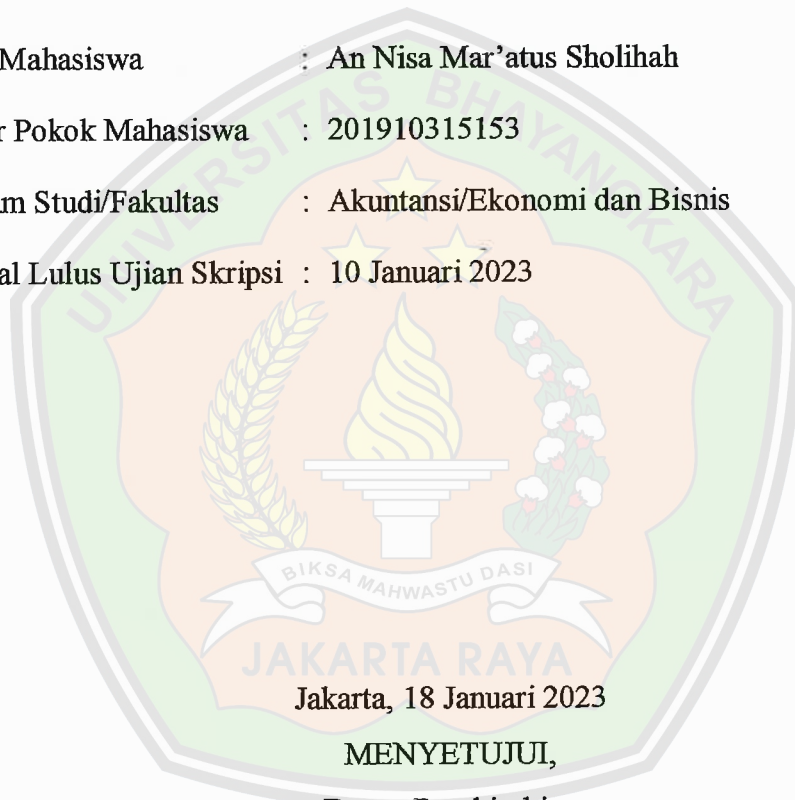 Mahasiswa : An Nisa Mar'atus Sholihah
Pokok Mahasiswa : 201910315153
Studi/Fakultas : Akuntansi/Ekonomi dan Bisnis
Lulus Ujian Skripsi : 10 Januari 2023
UNIVERSITAS BHAYANGKARA
BIKSA MAHWASTU DASI
JAKARTA RAYA
Jakarta, 18 Januari 2023
MENYETUJUI,